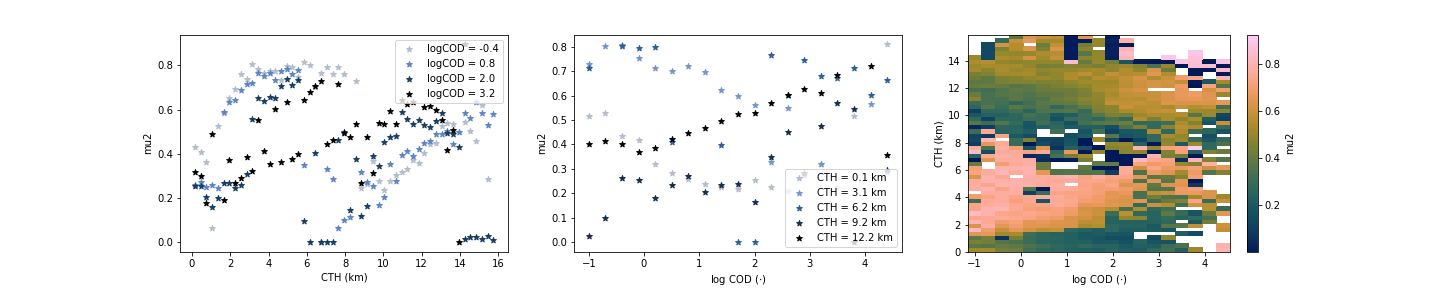 0.8
0.6
0.4
0.2
0.0
mu2
0 2 4 6 8 10 12 14 16
CTH (km)
logCOD = -0.4
logCOD = 0.8
logCOD = 2.0
logCOD = 3.2
0.8
0.7
0.6
0.5
0.4
0.3
0.2
0.1
0.0
mu2
−1 0 1 2 3 4
log COD (·)
CTH = 0.1 km
CTH = 3.1 km
CTH = 6.2 km
CTH = 9.2 km
CTH = 12.2 km
14
12
10
8
6
4
2
0
CTH (km)
−1 0 1 2 3 4
log COD (·)
0.8
0.6
0.4
0.2
mu2